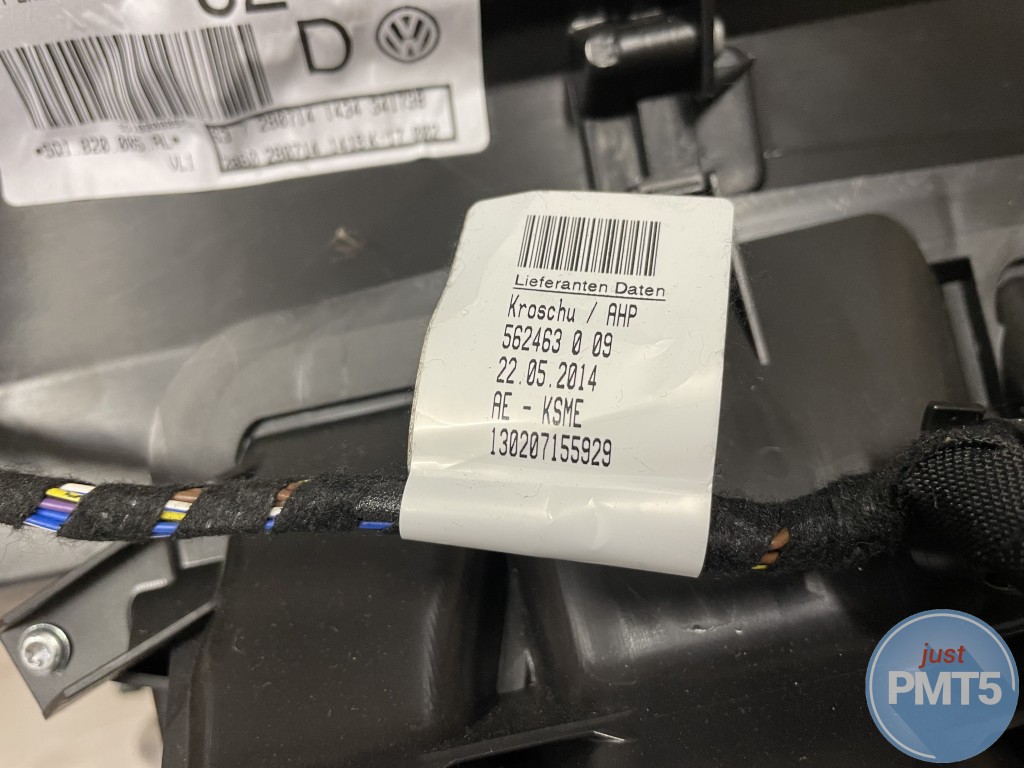 D
*5Q1.820.005 AL*
VL1
Lieferanten Daten
Kroschu / AHP
562463 0 09
22.05.2014
AE - KSME
130207155929
just
PMT5